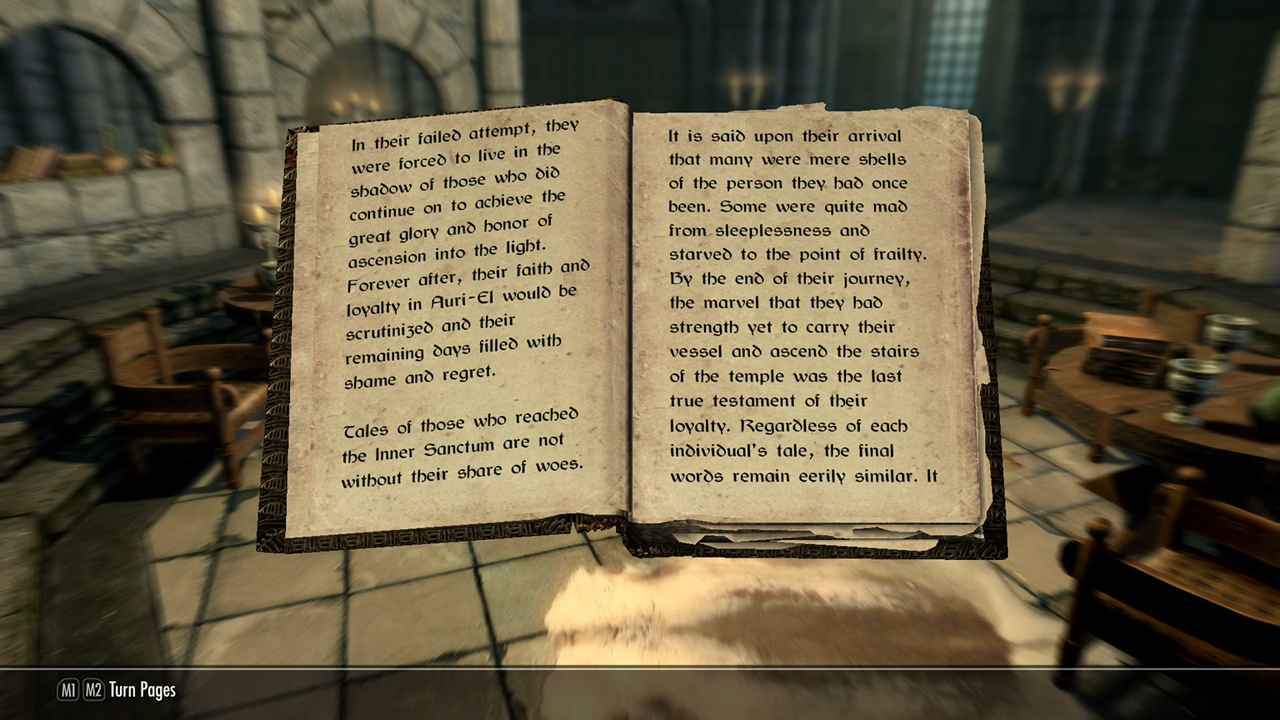 In their failed attempt, they
were forced to live in the
shadow of those who did
continue on to achieve the
great glory and honor of
ascension into the light.
Forever after, their faith and
loyalty in Auri-El would be
scrutinized and their
remaining days filled with
shame and regret.
Tales of those who reached
the Inner Sanctum are not
without their share of woes.
It is said upon their arrival
that many were mere shells
of the person they had once
been. Some were quite mad
from sleeplessness and
starved to the point of frailty.
By the end of their journey,
the marvel that they had
strength yet to carry their
vessel and ascend the stairs
of the temple was the last
true testament of their
loyalty. Regardless of each
individual's tale, the final
words remain eerily similar. It
M1 M2 Turn Pages